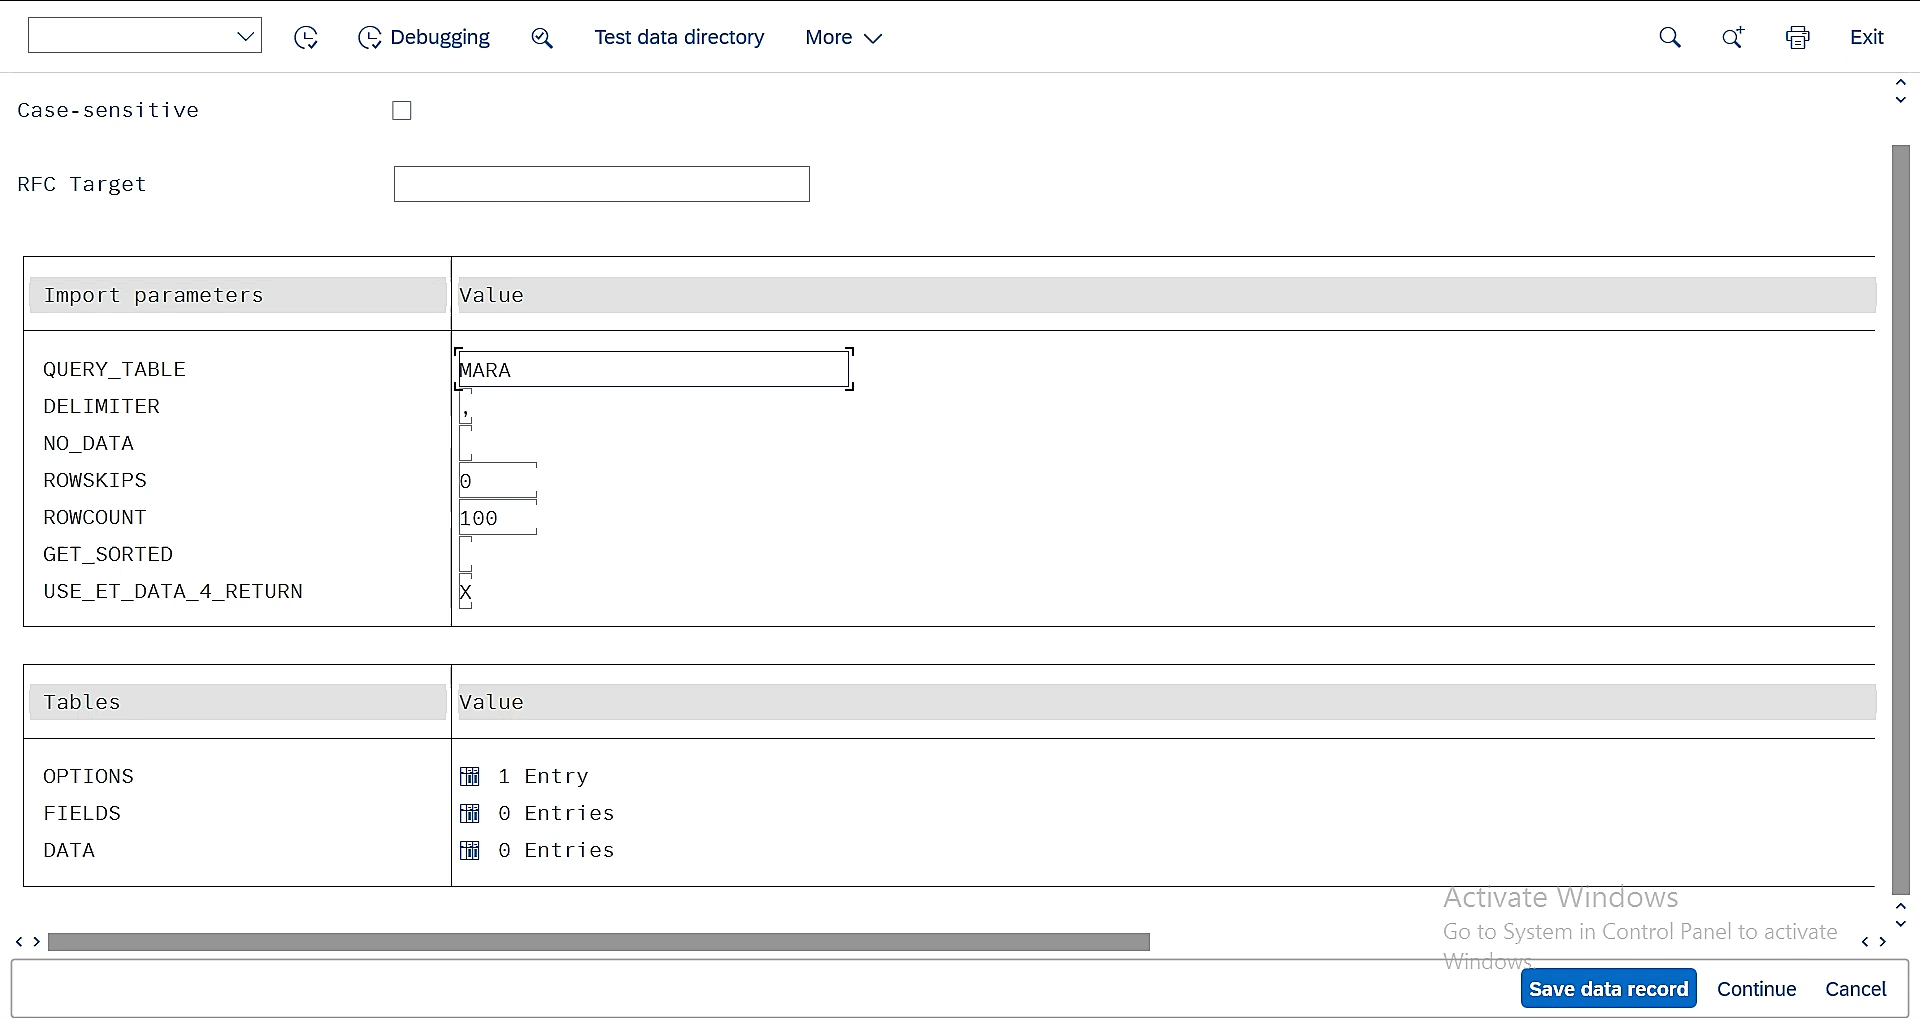 Debugging Test data directory More Exit
Case-sensitive
RFC Target
Import parameters Value
QUERY_TABLE MARA
DELIMITER ,
NO_DATA
ROWSKIPS 0
ROWCOUNT 100
GET_SORTED
USE_ET_DATA_4_RETURN X
Tables Value
OPTIONS 1 Entry
FIELDS 0 Entries
DATA 0 Entries
Activate Windows
Go to System in Control Panel to activate
Windows.
Save data record Continue Cancel